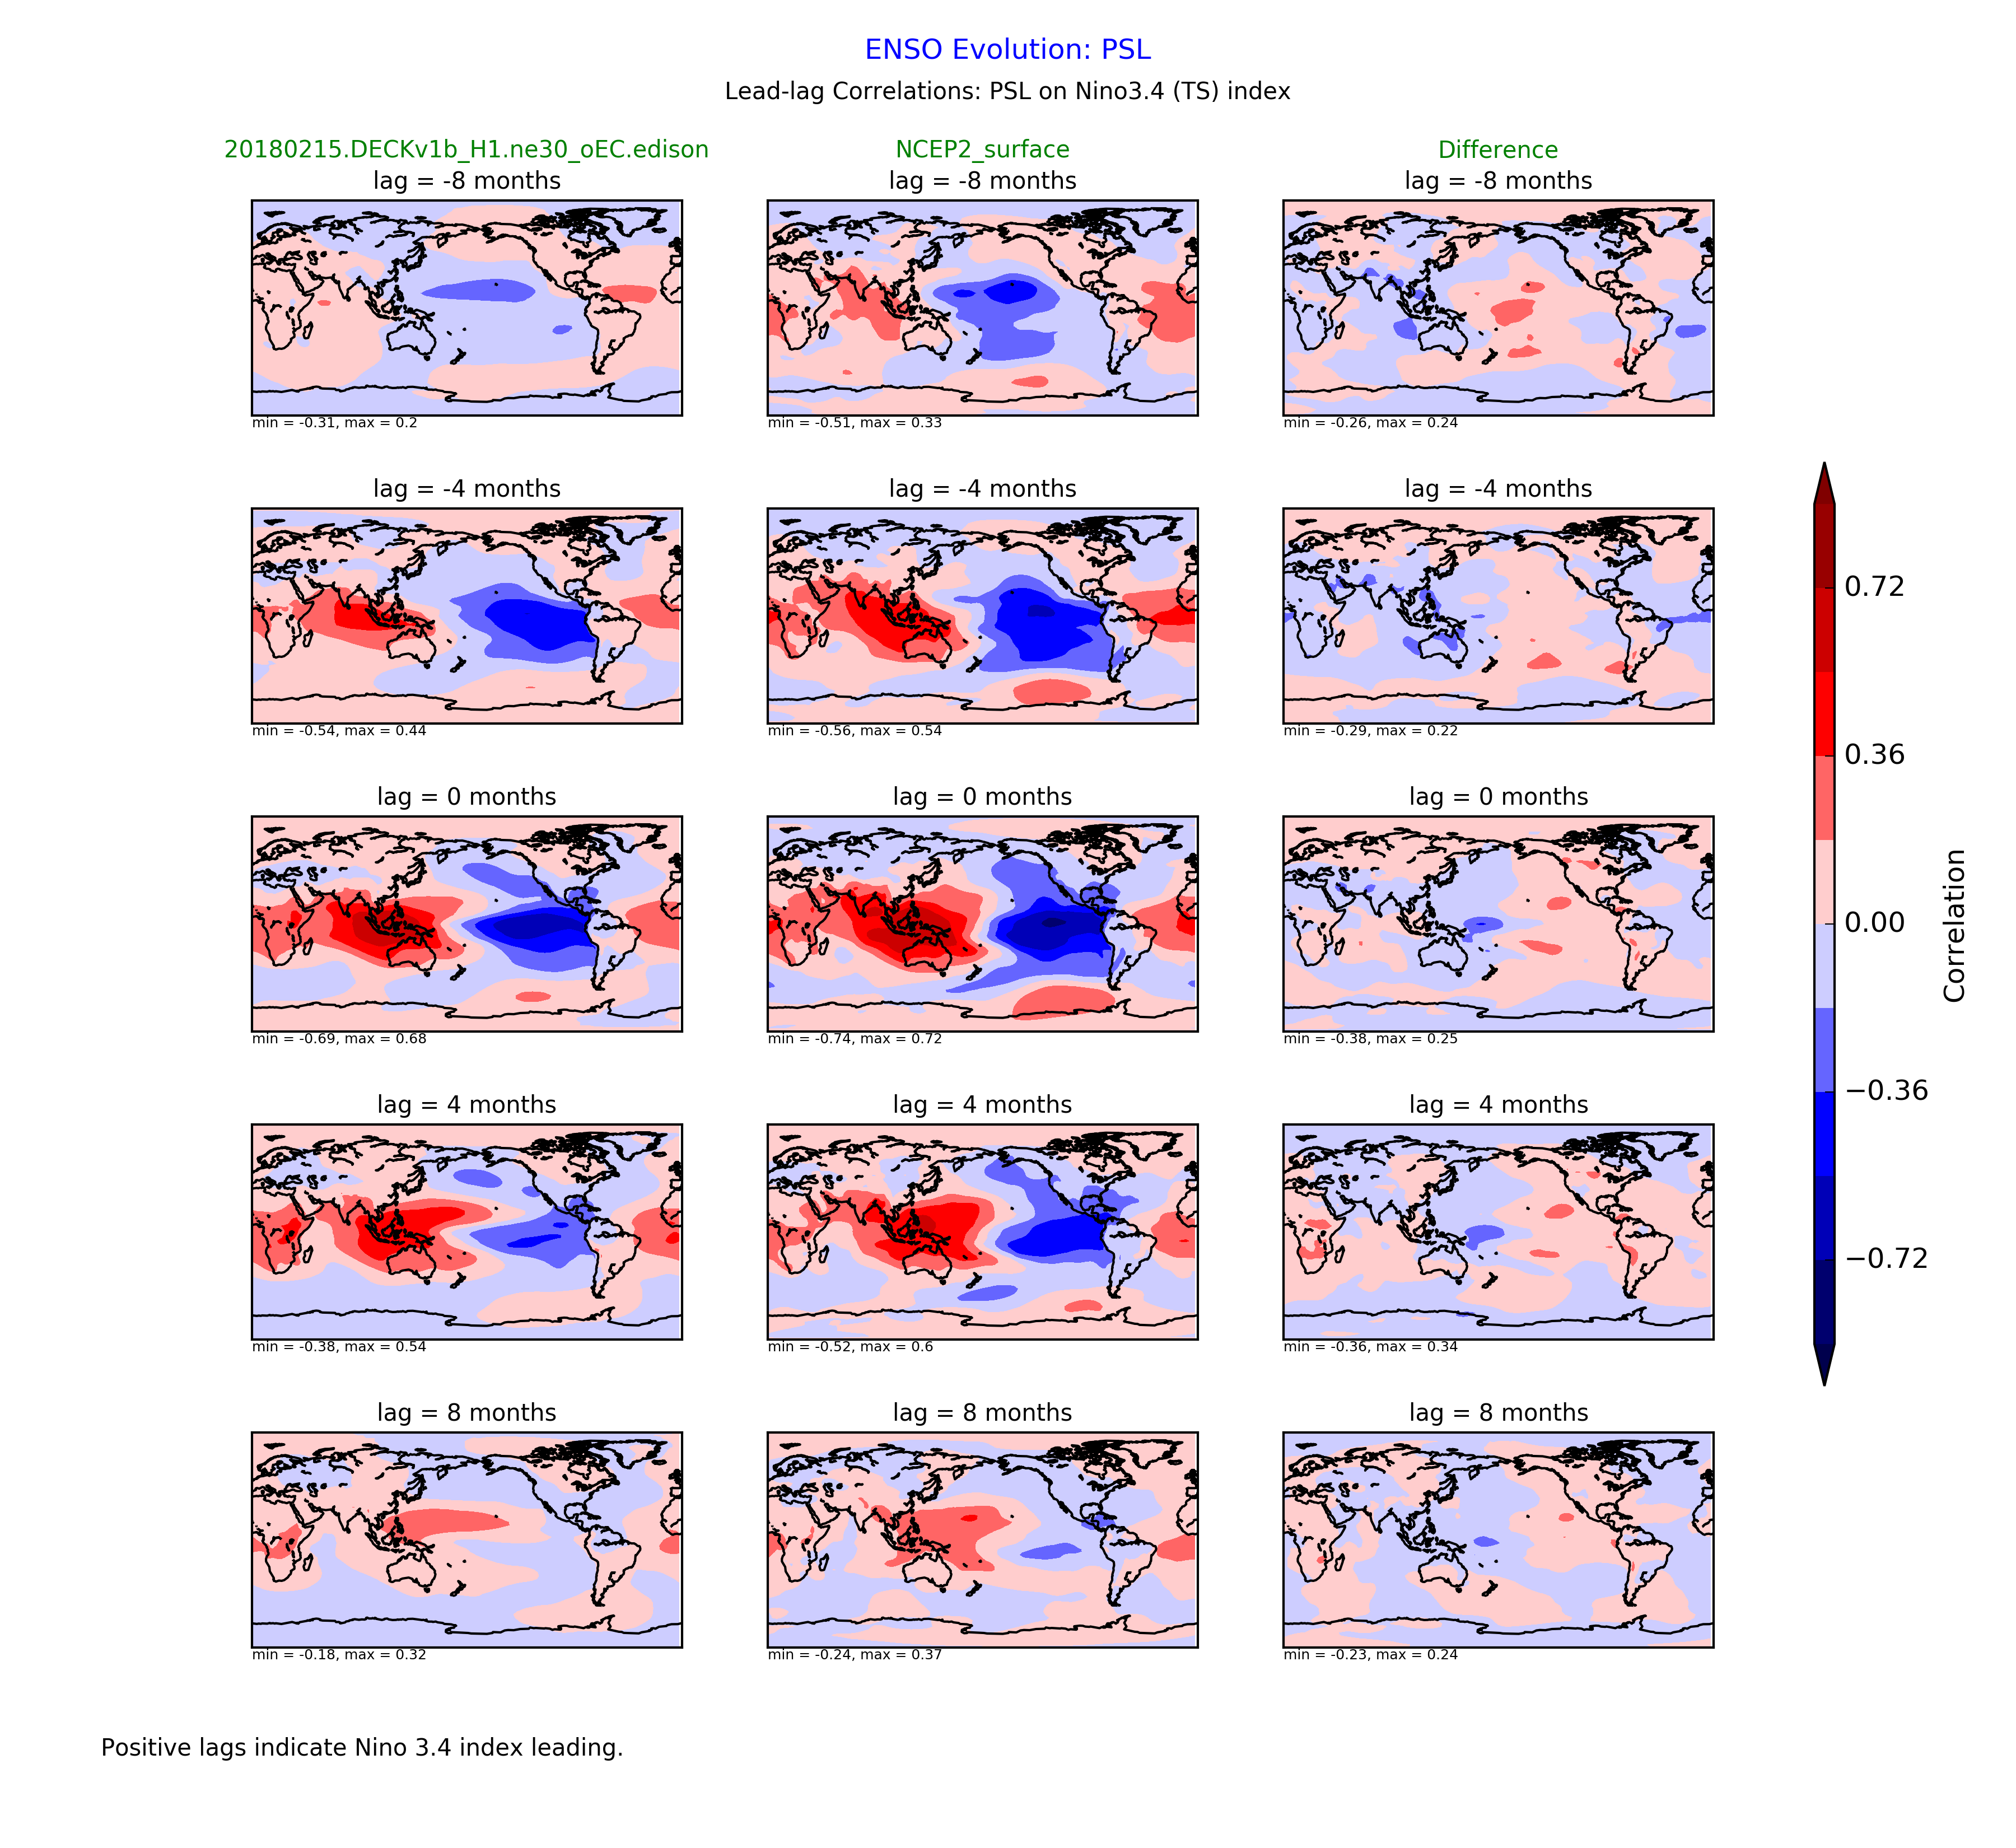 ENSO Evolution: PSL
Lead-lag Correlations: PSL on Nino3.4 (TS) index
20180215.DECKv1b_H1.ne30_oEC.edison NCEP2_surface Difference
lag = -8 months lag = -8 months lag = -8 months
min = -0.31, max = 0.2 min = -0.51, max = 0.33 min = -0.26, max = 0.24
lag = -4 months lag = -4 months lag = -4 months
0.72
min = -0.54, max = 0.44 min = -0.56, max = 0.54 min = -0.29, max = 0.22
0.36
lag = 0 months lag = 0 months lag = 0 months
0.00
Correlation
min = -0.69, max = 0.68 min = -0.74, max = 0.72 min = -0.38, max = 0.25
−0.36
lag = 4 months lag = 4 months lag = 4 months
−0.72
min = -0.38, max = 0.54 min = -0.52, max = 0.6 min = -0.36, max = 0.34
lag = 8 months lag = 8 months lag = 8 months
min = -0.18, max = 0.32 min = -0.24, max = 0.37 min = -0.23, max = 0.24
Positive lags indicate Nino 3.4 index leading.